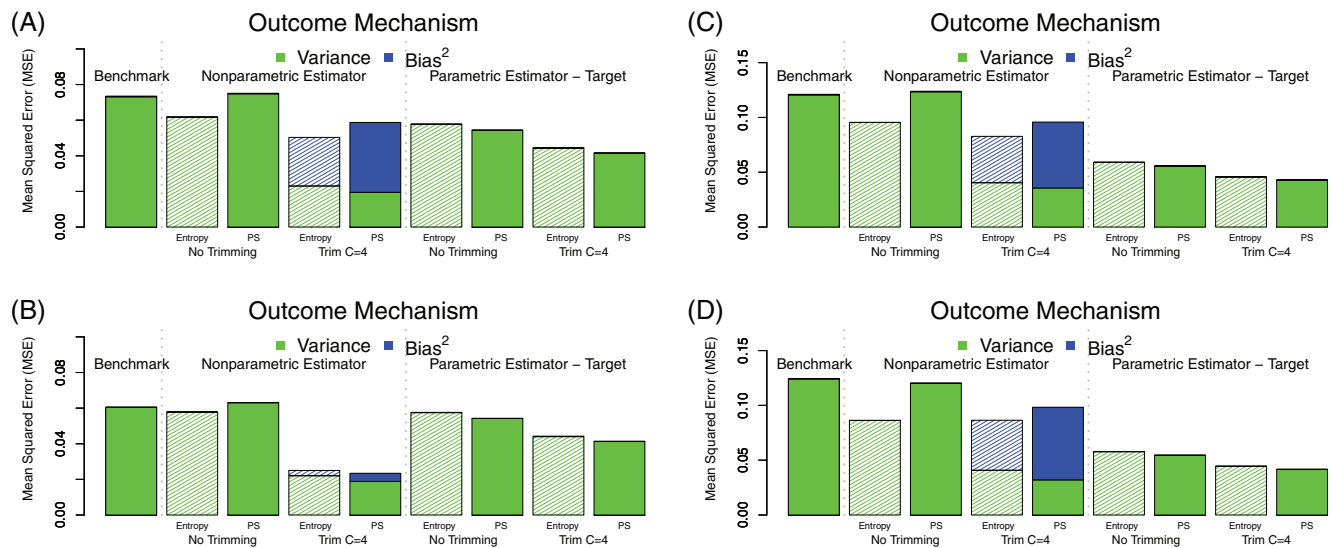 (A)
Outcome Mechanism
Variance Bias²
Benchmark Nonparametric Estimator Parametric Estimator − Target
Mean Squared Error (MSE)
0.08
0.04
0.00
Entropy PS Entropy PS Entropy PS Entropy PS
No Trimming Trim C=4 No Trimming Trim C=4
(C)
Outcome Mechanism
Variance Bias²
Benchmark Nonparametric Estimator Parametric Estimator − Target
Mean Squared Error (MSE)
0.15
0.10
0.05
0.00
Entropy PS Entropy PS Entropy PS Entropy PS
No Trimming Trim C=4 No Trimming Trim C=4
(B)
Outcome Mechanism
Variance Bias²
Benchmark Nonparametric Estimator Parametric Estimator − Target
Mean Squared Error (MSE)
0.08
0.04
0.00
Entropy PS Entropy PS Entropy PS Entropy PS
No Trimming Trim C=4 No Trimming Trim C=4
(D)
Outcome Mechanism
Variance Bias²
Benchmark Nonparametric Estimator Parametric Estimator − Target
Mean Squared Error (MSE)
0.15
0.10
0.05
0.00
Entropy PS Entropy PS Entropy PS Entropy PS
No Trimming Trim C=4 No Trimming Trim C=4